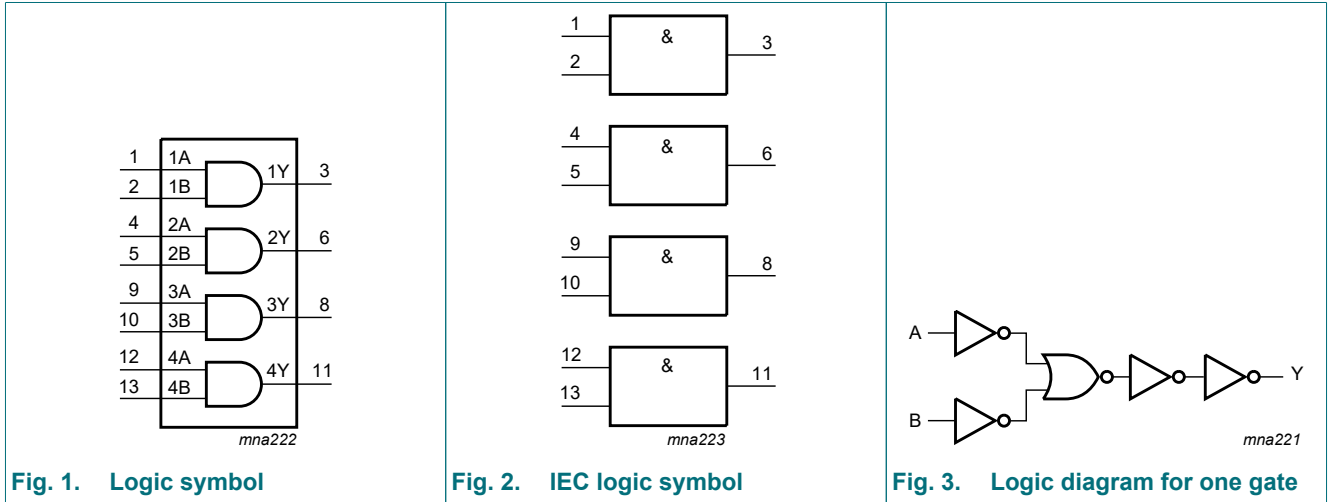 1 1A 1Y 3
2 1B
4 2A 2Y 6
5 2B
9 3A 3Y 8
10 3B
12 4A 4Y 11
13 4B
mna222
Fig. 1. Logic symbol
1 & 3
2
4 & 6
5
9 & 8
10
12 & 11
13
mna223
Fig. 2. IEC logic symbol
A
Y
B
mna221
Fig. 3. Logic diagram for one gate